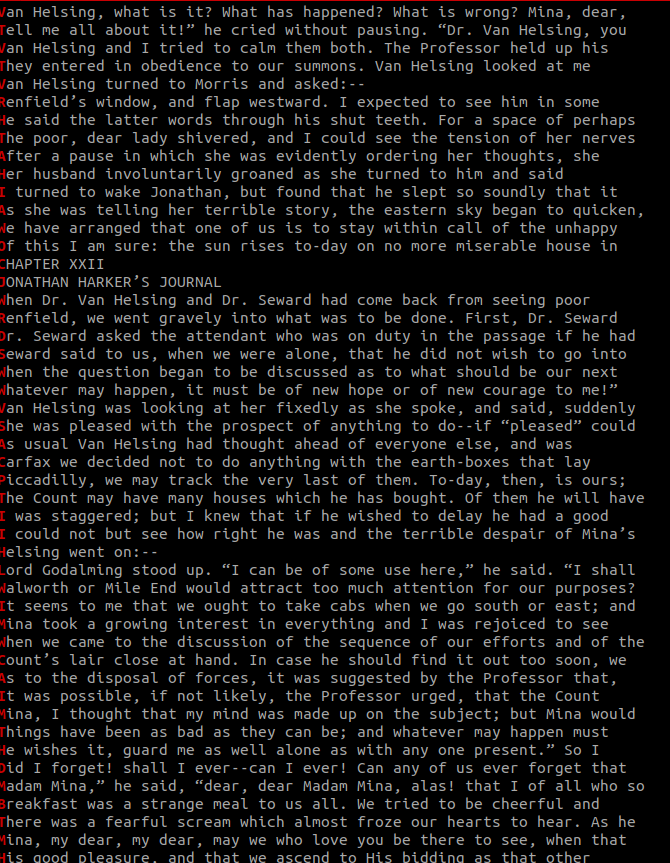 Van Helsing, what is it? What has happened? What is wrong? Mina, dear,
Tell me all about it!” he cried without pausing. “Dr. Van Helsing, you
Van Helsing and I tried to calm them both. The Professor held up his
They entered in obedience to our summons. Van Helsing looked at me
Van Helsing turned to Morris and asked:--
Renfield’s window, and flap westward. I expected to see him in some
He said the latter words through his shut teeth. For a space of perhaps
The poor, dear lady shivered, and I could see the tension of her nerves
After a pause in which she was evidently ordering her thoughts, she
Her husband involuntarily groaned as she turned to him and said
I turned to wake Jonathan, but found that he slept so soundly that it
As she was telling her terrible story, the eastern sky began to quicken,
We have arranged that one of us is to stay within call of the unhappy
Of this I am sure: the sun rises to-day on no more miserable house in
CHAPTER XXII
JONATHAN HARKER’S JOURNAL
When Dr. Van Helsing and Dr. Seward had come back from seeing poor
Renfield, we went gravely into what was to be done. First, Dr. Seward
Dr. Seward asked the attendant who was on duty in the passage if he had
Seward said to us, when we were alone, that he did not wish to go into
When the question began to be discussed as to what should be our next
Whatever may happen, it must be of new hope or of new courage to me!”
Van Helsing was looking at her fixedly as she spoke, and said, suddenly
She was pleased with the prospect of anything to do--if “pleased” could
As usual Van Helsing had thought ahead of everyone else, and was
Carfax we decided not to do anything with the earth-boxes that lay
Piccadilly, we may track the very last of them. To-day, then, is ours;
The Count may have many houses which he has bought. Of them he will have
I was staggered; but I knew that if he wished to delay he had a good
I could not but see how right he was and the terrible despair of Mina’s
Helsing went on:--
Lord Godalming stood up. “I can be of some use here,” he said. “I shall
Walworth or Mile End would attract too much attention for our purposes?
It seems to me that we ought to take cabs when we go south or east; and
Mina took a growing interest in everything and I was rejoiced to see
When we came to the discussion of the sequence of our efforts and of the
Count’s lair close at hand. In case he should find it out too soon, we
As to the disposal of forces, it was suggested by the Professor that,
It was possible, if not likely, the Professor urged, that the Count
Mina, I thought that my mind was made up on the subject; but Mina would
Things have been as bad as they can be; and whatever may happen must
He wishes it, guard me as well alone as with any one present.” So I
Did I forget! shall I ever--can I ever! Can any of us ever forget that
Madam Mina,” he said, “dear, dear Madam Mina, alas! that I of all who so
Breakfast was a strange meal to us all. We tried to be cheerful and
There was a fearful scream which almost froze our hearts to hear. As he
Mina, my dear, my dear, may we who love you be there to see, when that
His good pleasure, and that we ascend to His bidding as that other